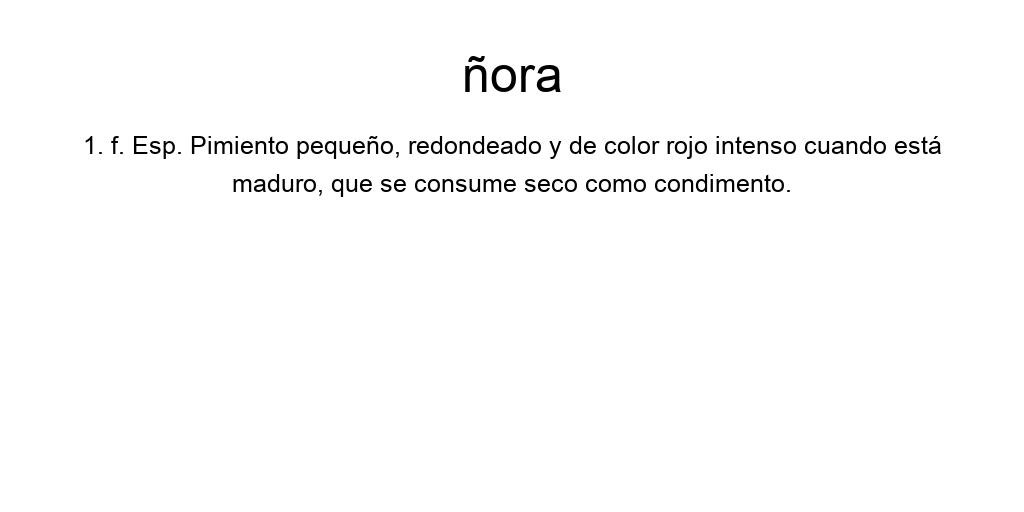 ñora
1. f. Esp. Pimiento pequeño, redondeado y de color rojo intenso cuando está
maduro, que se consume seco como condimento.